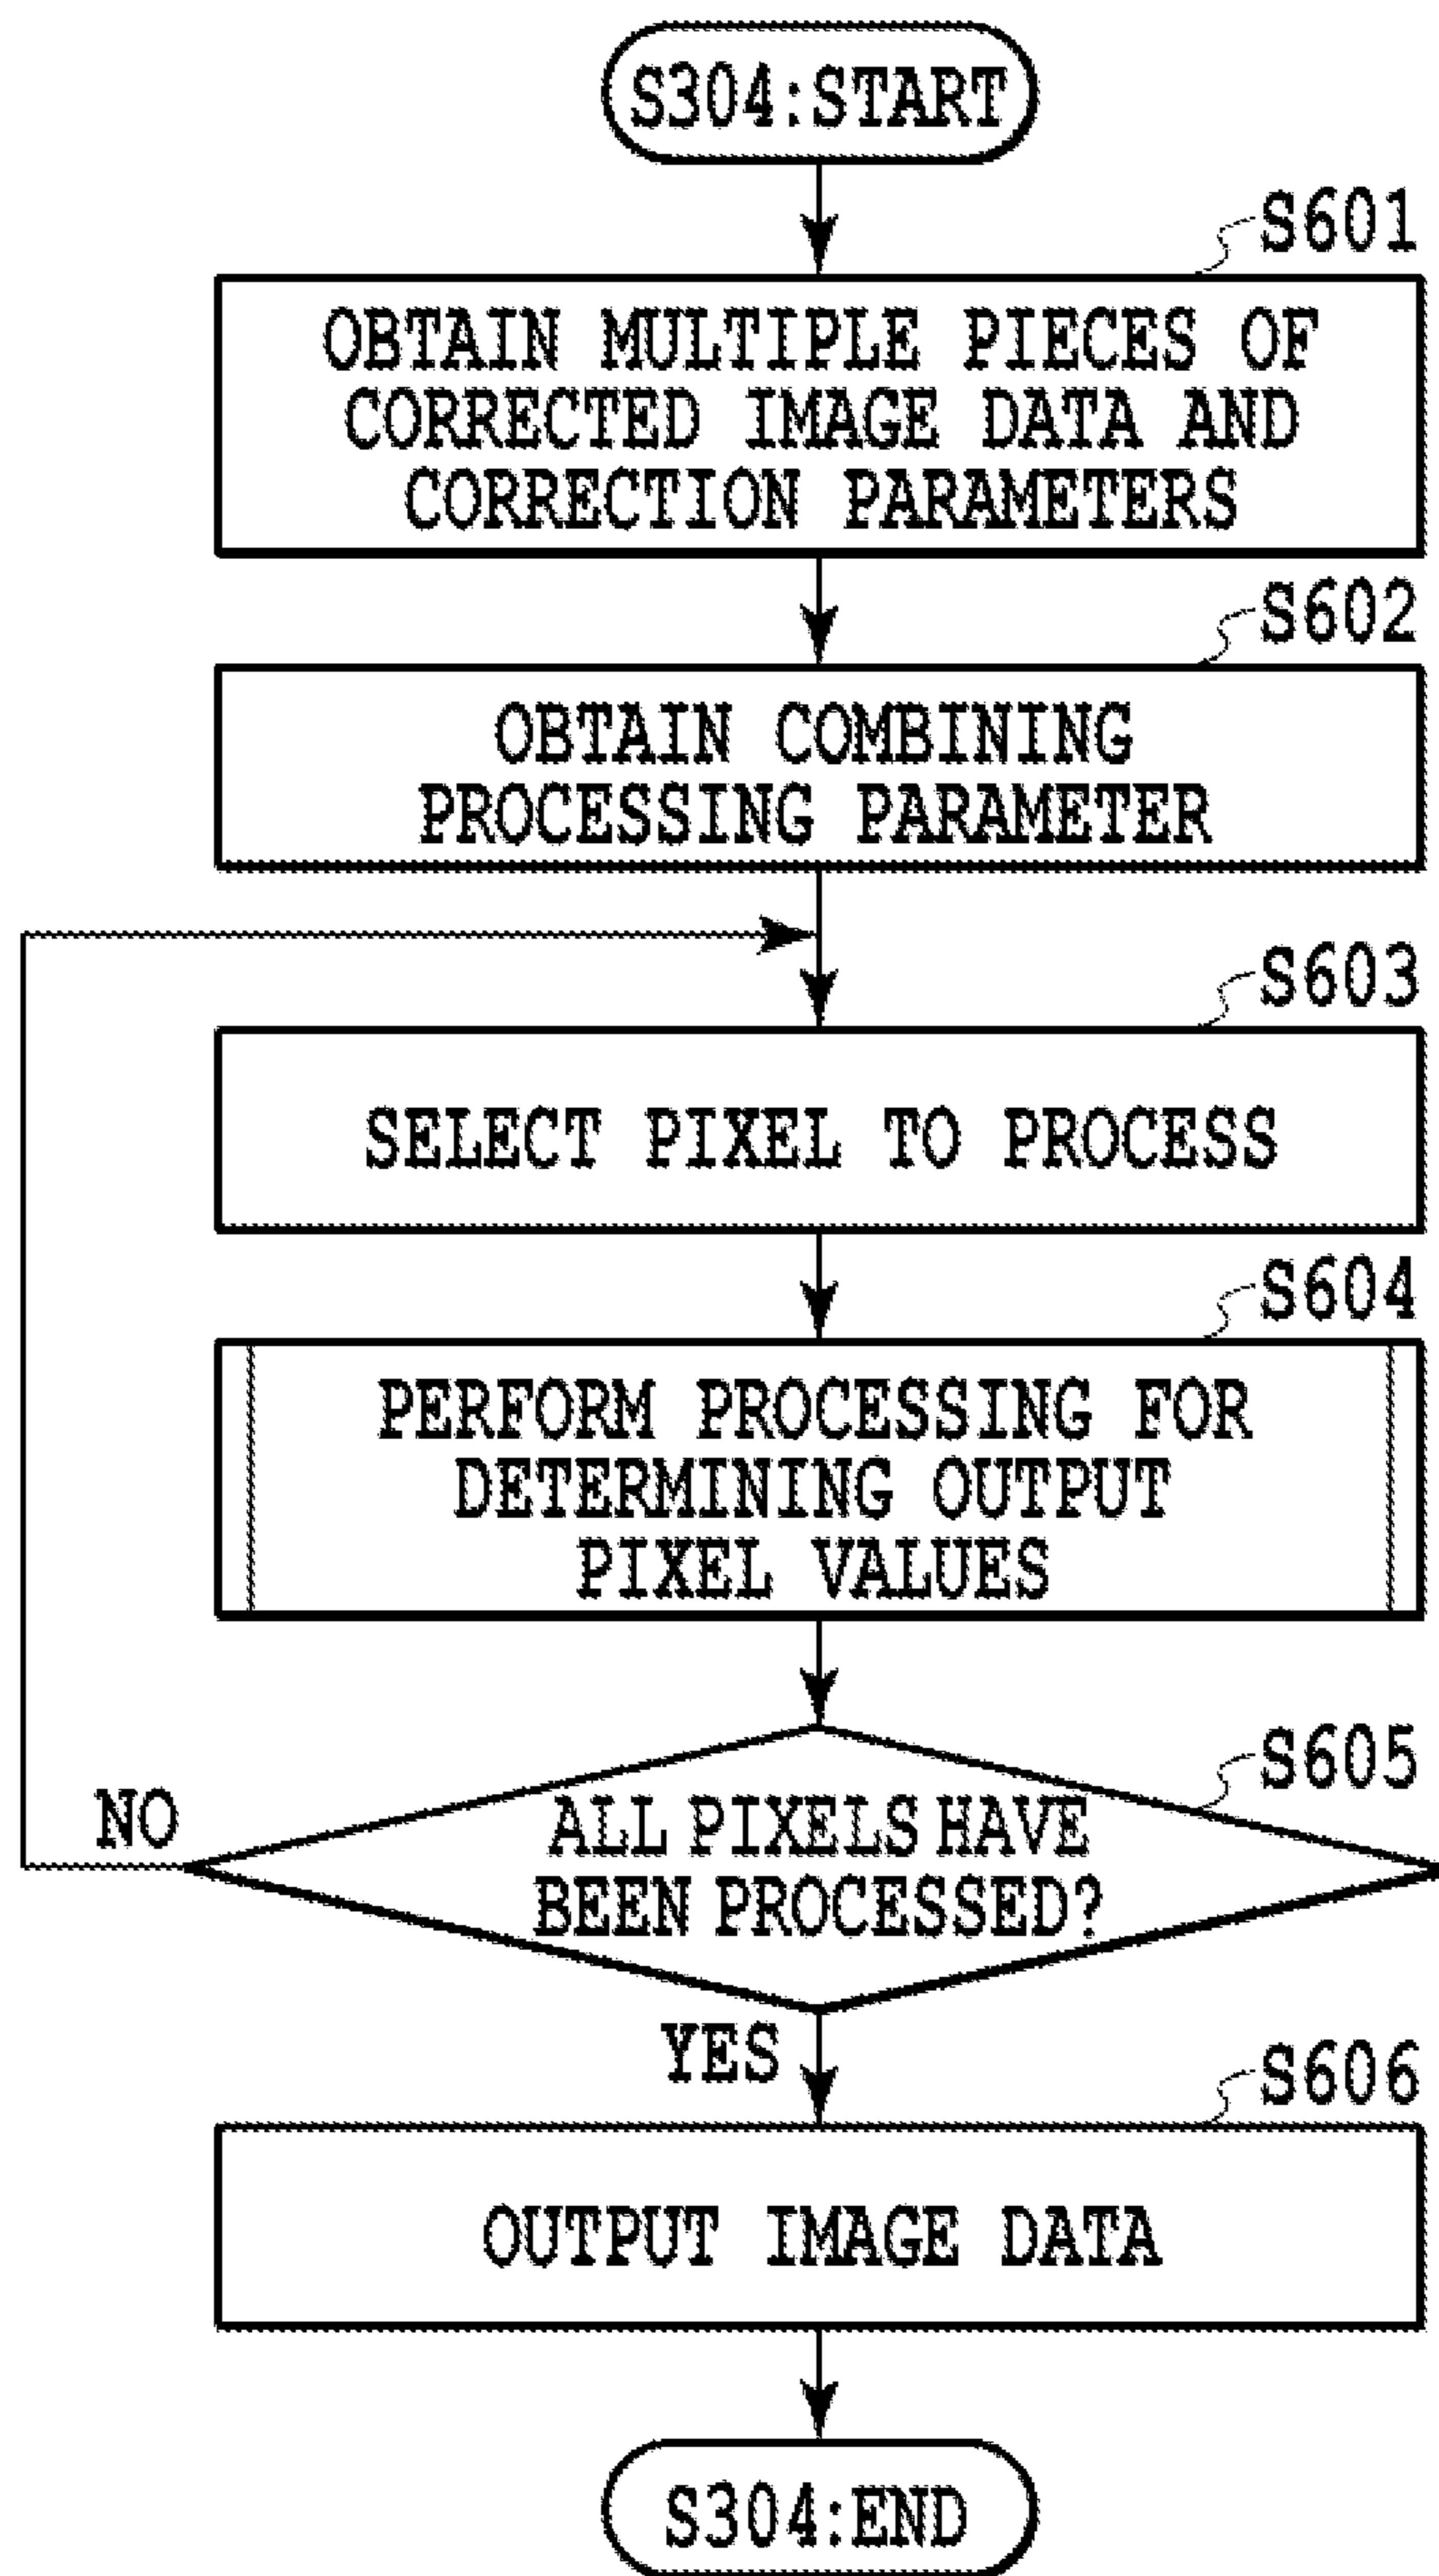 S304:START
S601
OBTAIN MULTIPLE PIECES OF
CORRECTED IMAGE DATA AND
CORRECTION PARAMETERS
S602
OBTAIN COMBINING
PROCESSING PARAMETER
S603
SELECT PIXEL TO PROCESS
S604
PERFORM PROCESSING FOR
DETERMINING OUTPUT
PIXEL VALUES
S605
NO
ALL PIXELS HAVE
BEEN PROCESSED?
YES
S606
OUTPUT IMAGE DATA
S304:END